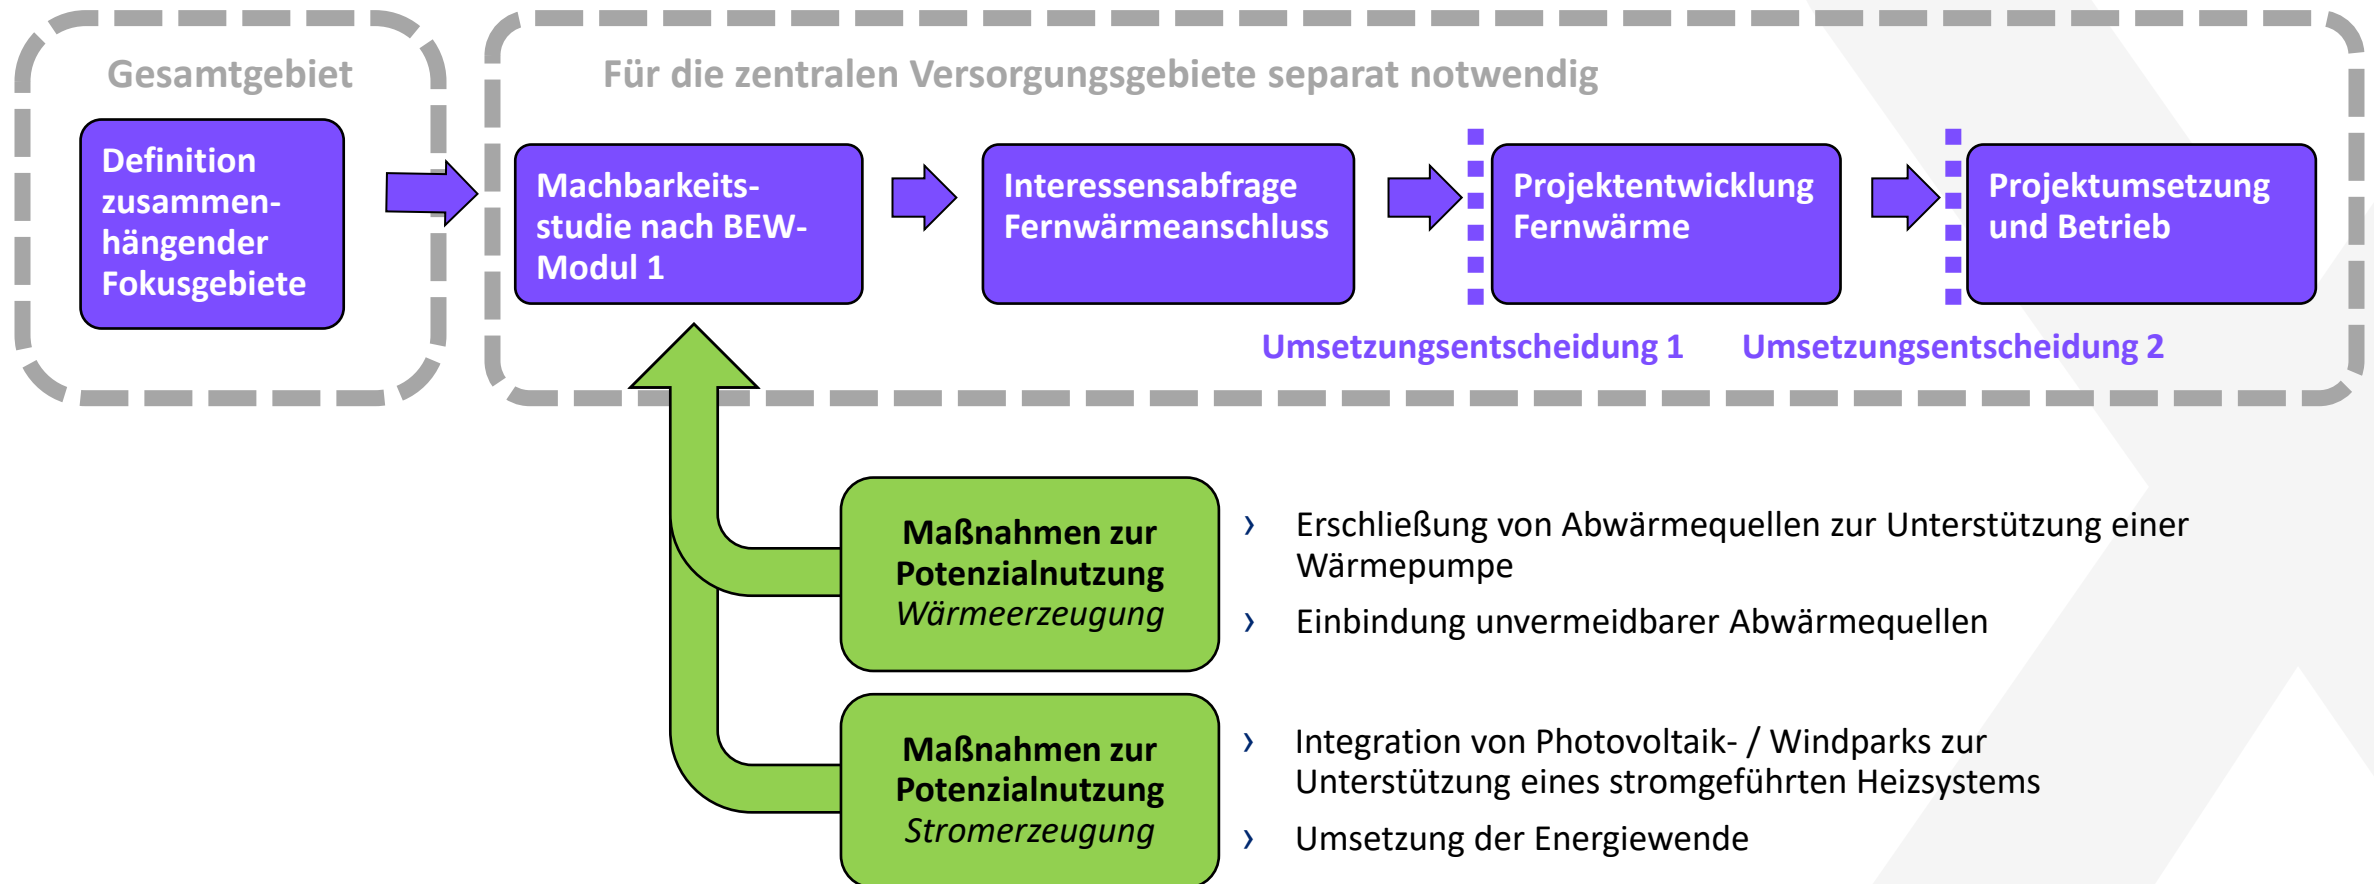 Gesamtgebiet
Für die zentralen Versorgungsgebiete separat notwendig
Definition
zusammen-
hängender
Fokusgebiete
Machbarkeits-
studie nach BEW-
Modul 1
Interessensabfrage
Fernwärmeanschluss
Projektentwicklung
Fernwärme
Projektumsetzung
und Betrieb
Umsetzungsentscheidung 1
Umsetzungsentscheidung 2
Maßnahmen zur
Potenzialnutzung
Wärmeerzeugung
› Erschließung von Abwärmequellen zur Unterstützung einer
Wärmepumpe
› Einbindung unvermeidbarer Abwärmequellen
Maßnahmen zur
Potenzialnutzung
Stromerzeugung
› Integration von Photovoltaik- / Windparks zur
Unterstützung eines stromgeführten Heizsystems
› Umsetzung der Energiewende